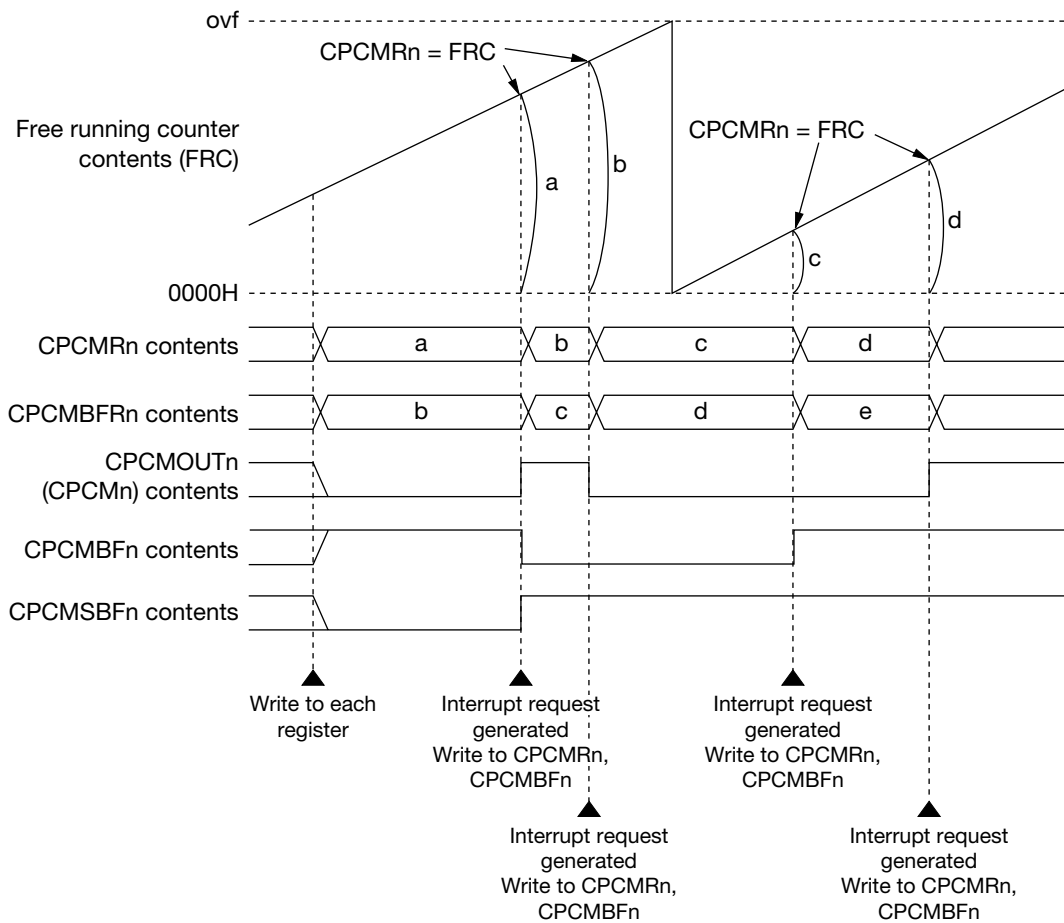 ovf
CPCMRn = FRC
Free running counter
contents (FRC)
CPCMRn = FRC
a
b
c
d
0000H
CPCMRn contents
a
b
c
d
CPCMBFRn contents
b
c
d
e
CPCMOUTn
(CPCMn) contents
CPCMBFn contents
CPCMSBFn contents
Write to each
register
Interrupt request
generated
Write to CPCMRn,
CPCMBFn
Interrupt request
generated
Write to CPCMRn,
CPCMBFn
Interrupt request
generated
Write to CPCMRn,
CPCMBFn
Interrupt request
generated
Write to CPCMRn,
CPCMBFn